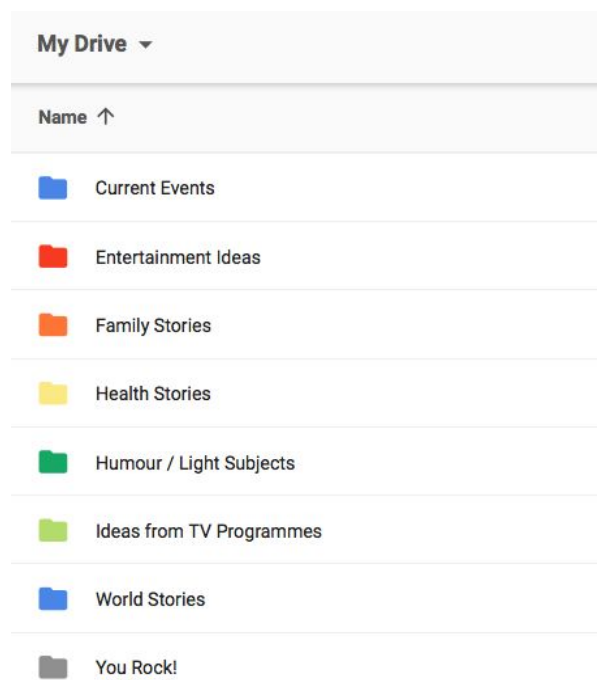 My Drive
Name
Current Events
Entertainment Ideas
Family Stories
Health Stories
Humour / Light Subjects
Ideas from TV Programmes
World Stories
You Rock!